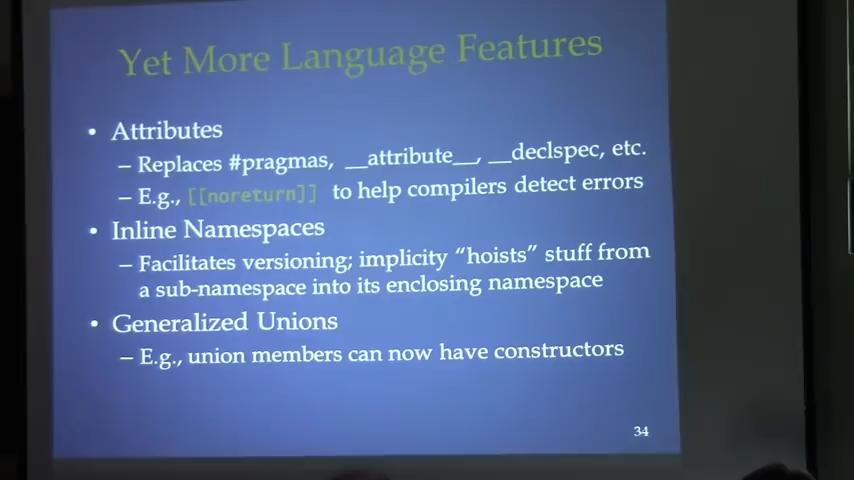 Yet More Language Features
• Attributes
– Replaces #pragmas, __attribute__, __declspec, etc.
– E.g., [[noreturn]] to help compilers detect errors
• Inline Namespaces
– Facilitates versioning; implicity “hoists” stuff from
a sub-namespace into its enclosing namespace
• Generalized Unions
– E.g., union members can now have constructors
34